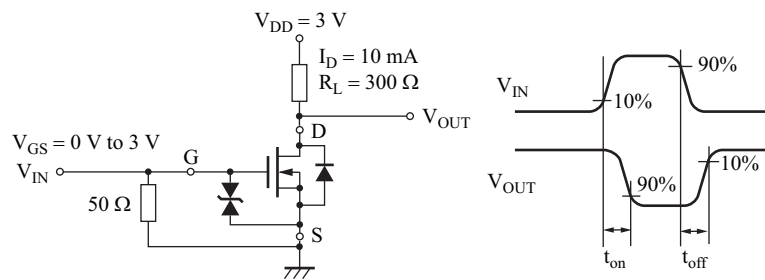 V_DD = 3 V
I_D = 10 mA
R_L = 300 Ω
D
V_OUT
V_GS = 0 V to 3 V
V_IN
G
50 Ω
S
V_IN
90%
10%
V_OUT
10%
90%
t_on
t_off